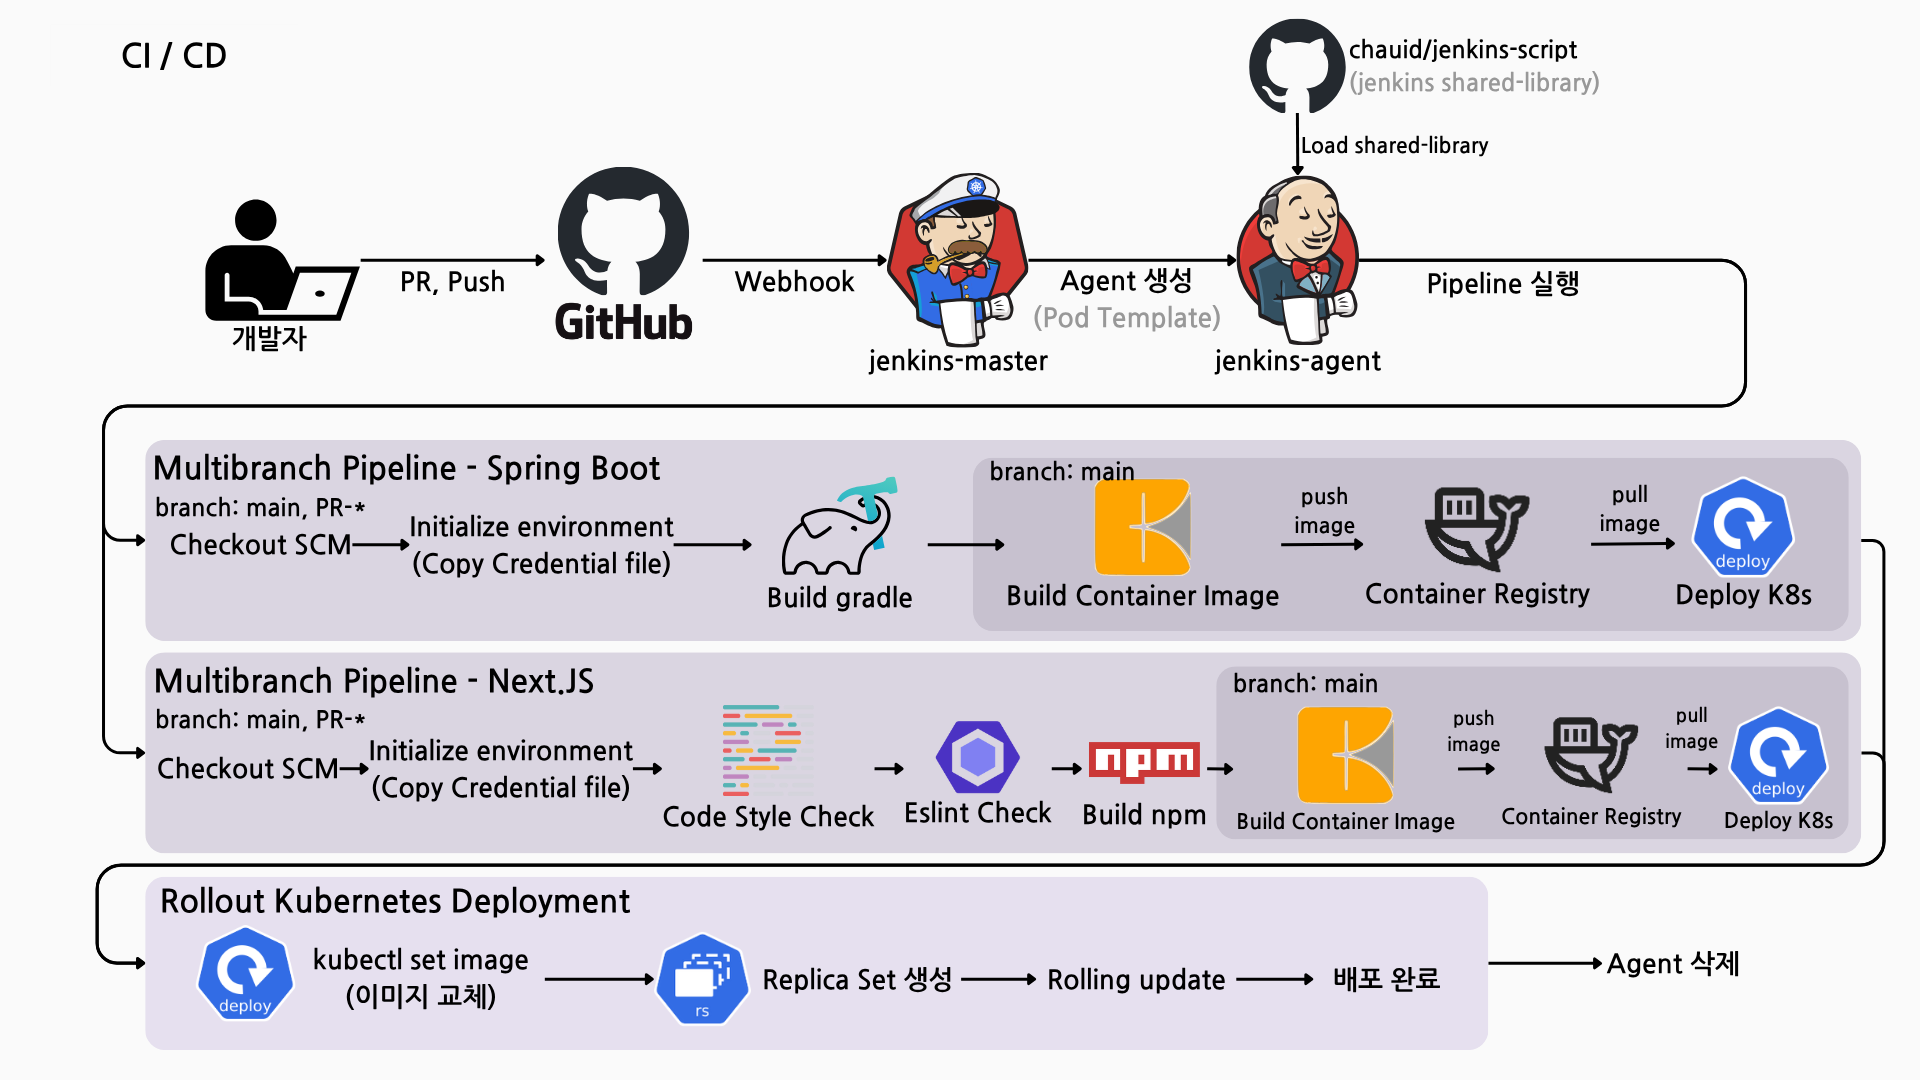 CI / CD
chauid/jenkins-script
(jenkins shared-library)
Load shared-library
PR, Push
개발자
GitHub
Webhook
jenkins-master
Agent 생성
(Pod Template)
jenkins-agent
Pipeline 실행
Multibranch Pipeline - Spring Boot
branch: main, PR-*
Checkout SCM
Initialize environment
(Copy Credential file)
Build gradle
branch: main
Build Container Image
push
image
Container Registry
pull
image
deploy
Deploy K8s
Multibranch Pipeline - Next.JS
branch: main, PR-*
Checkout SCM
Initialize environment
(Copy Credential file)
Code Style Check
Eslint Check
npm
Build npm
branch: main
Build Container Image
push
image
Container Registry
pull
image
deploy
Deploy K8s
Rollout Kubernetes Deployment
deploy
kubectl set image
(이미지 교체)
rs
Replica Set 생성
Rolling update
배포 완료
Agent 삭제